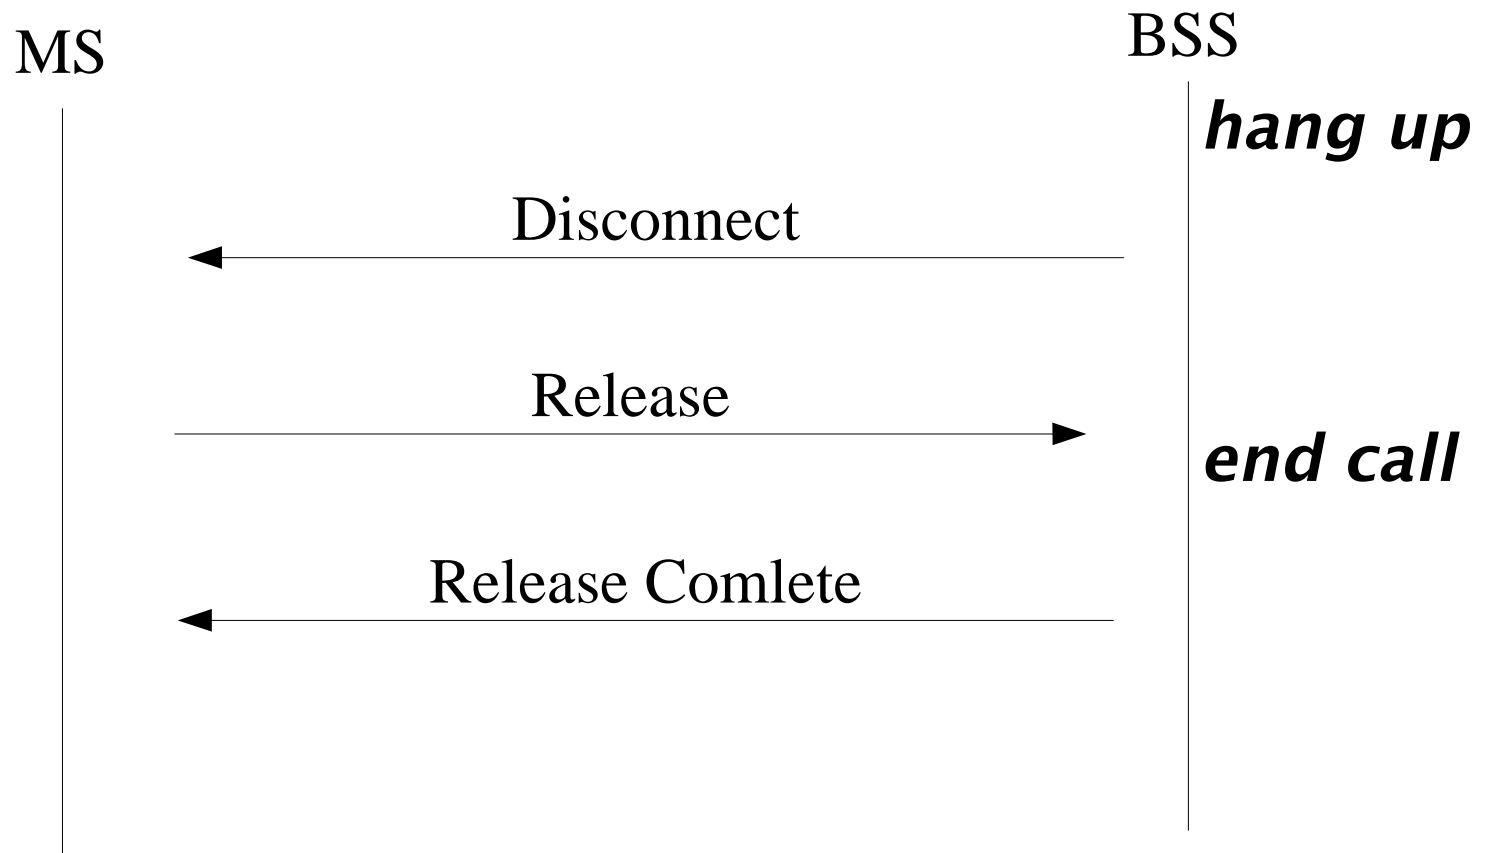 MS
BSS
hang up
Disconnect
Release
end call
Release Comlete